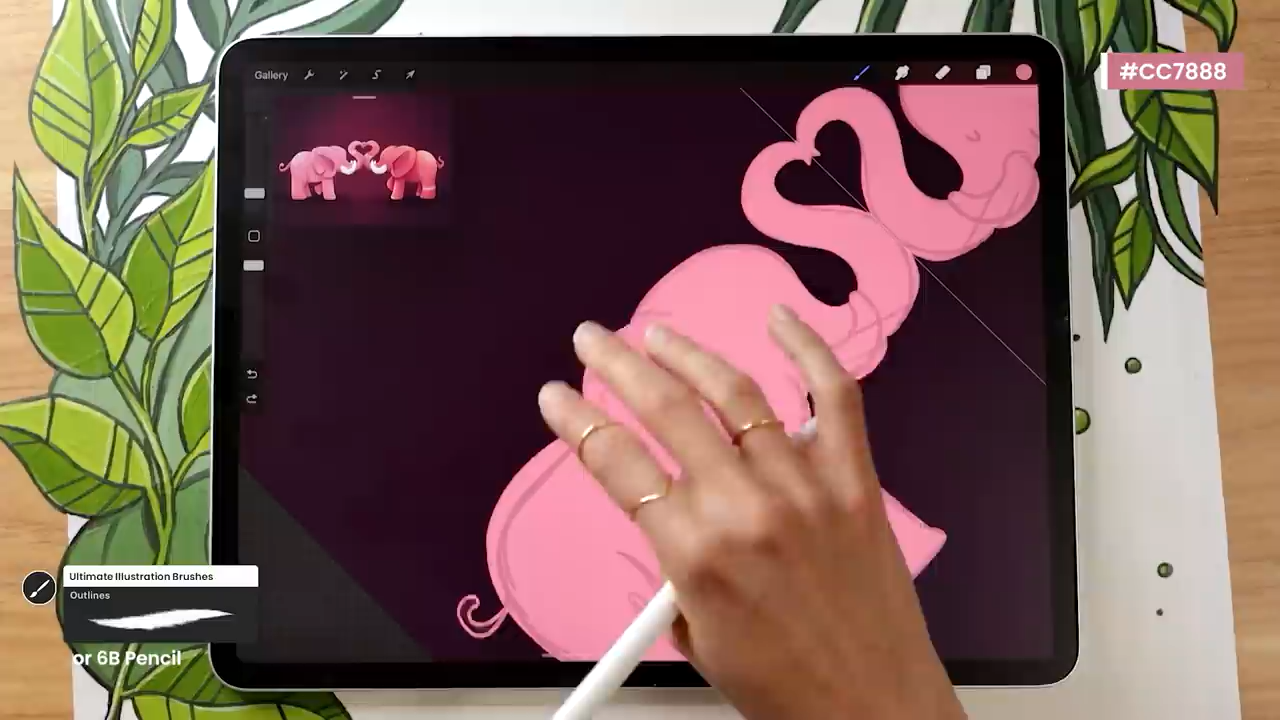 Gallery
#CC7888
Ultimate Illustration Brushes
Outlines
or 6B Pencil